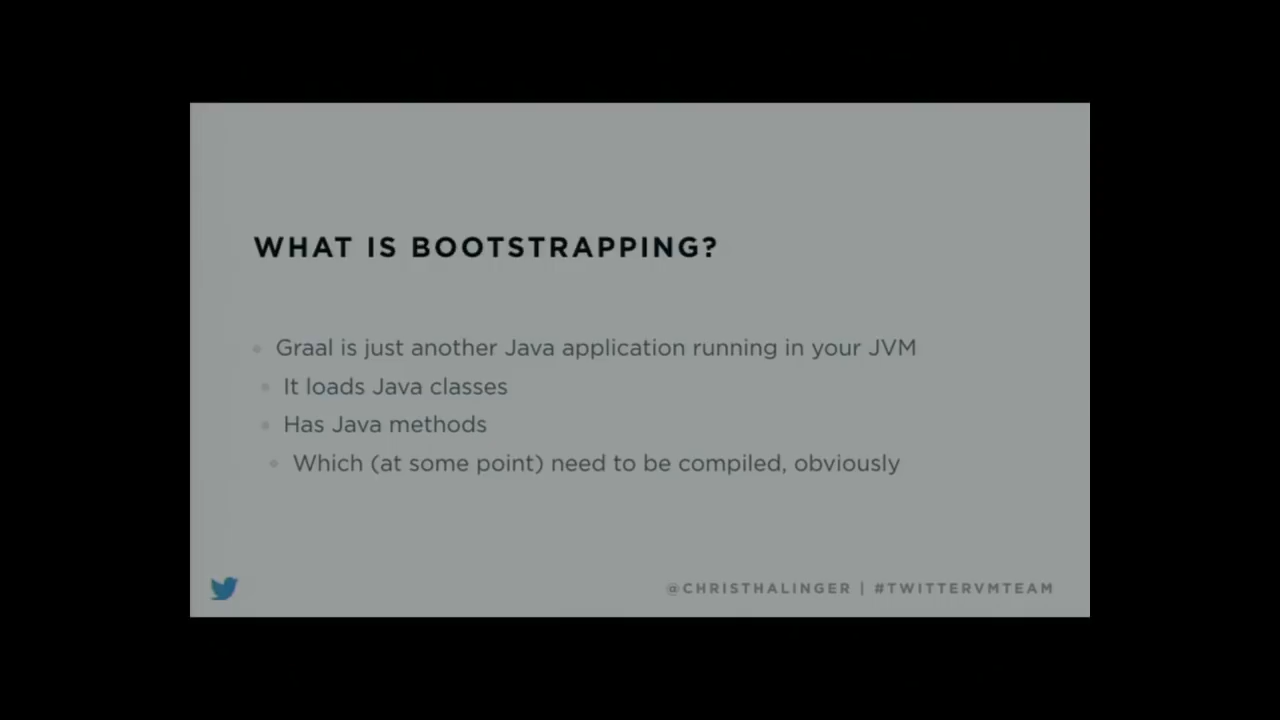 WHAT IS BOOTSTRAPPING?
• Graal is just another Java application running in your JVM
• It loads Java classes
• Has Java methods
• Which (at some point) need to be compiled, obviously
@CHRISTHALINGER | #TWITTERVMTEAM